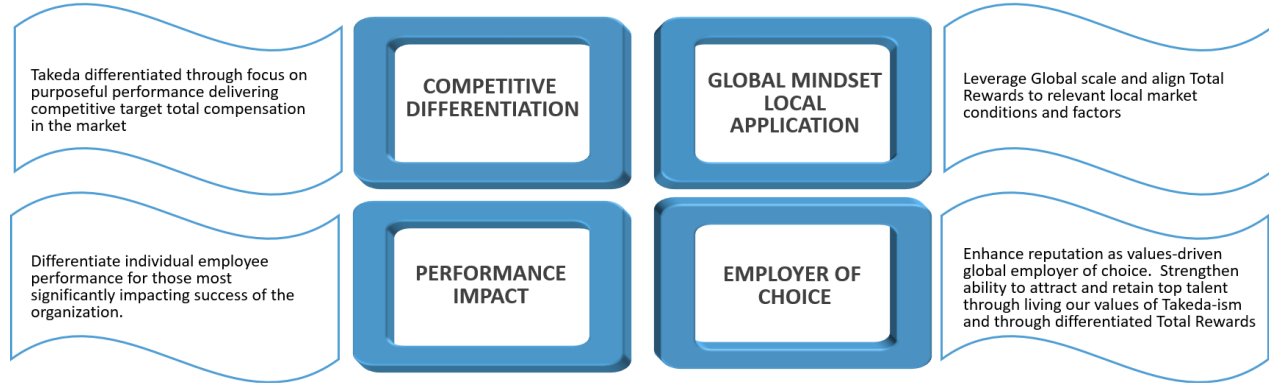 Takeda differentiated through focus on
purposeful performance delivering
competitive target total compensation
in the market
COMPETITIVE
DIFFERENTIATION
GLOBAL MINDSET
LOCAL
APPLICATION
Leverage Global scale and align Total
Rewards to relevant local market
conditions and factors
Differentiate individual employee
performance for those most
significantly impacting success of the
organization.
PERFORMANCE
IMPACT
EMPLOYER OF
CHOICE
Enhance reputation as values-driven
global employer of choice.  Strengthen
ability to attract and retain top talent
through living our values of Takeda-ism
and through differentiated Total Rewards